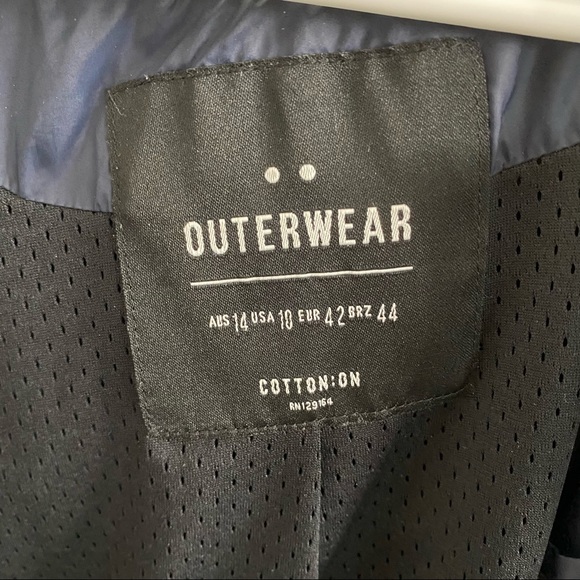 OUTERWEAR
AUS 14 USA 10 EUR 42 BRZ 44
COTTON:ON
RN129164